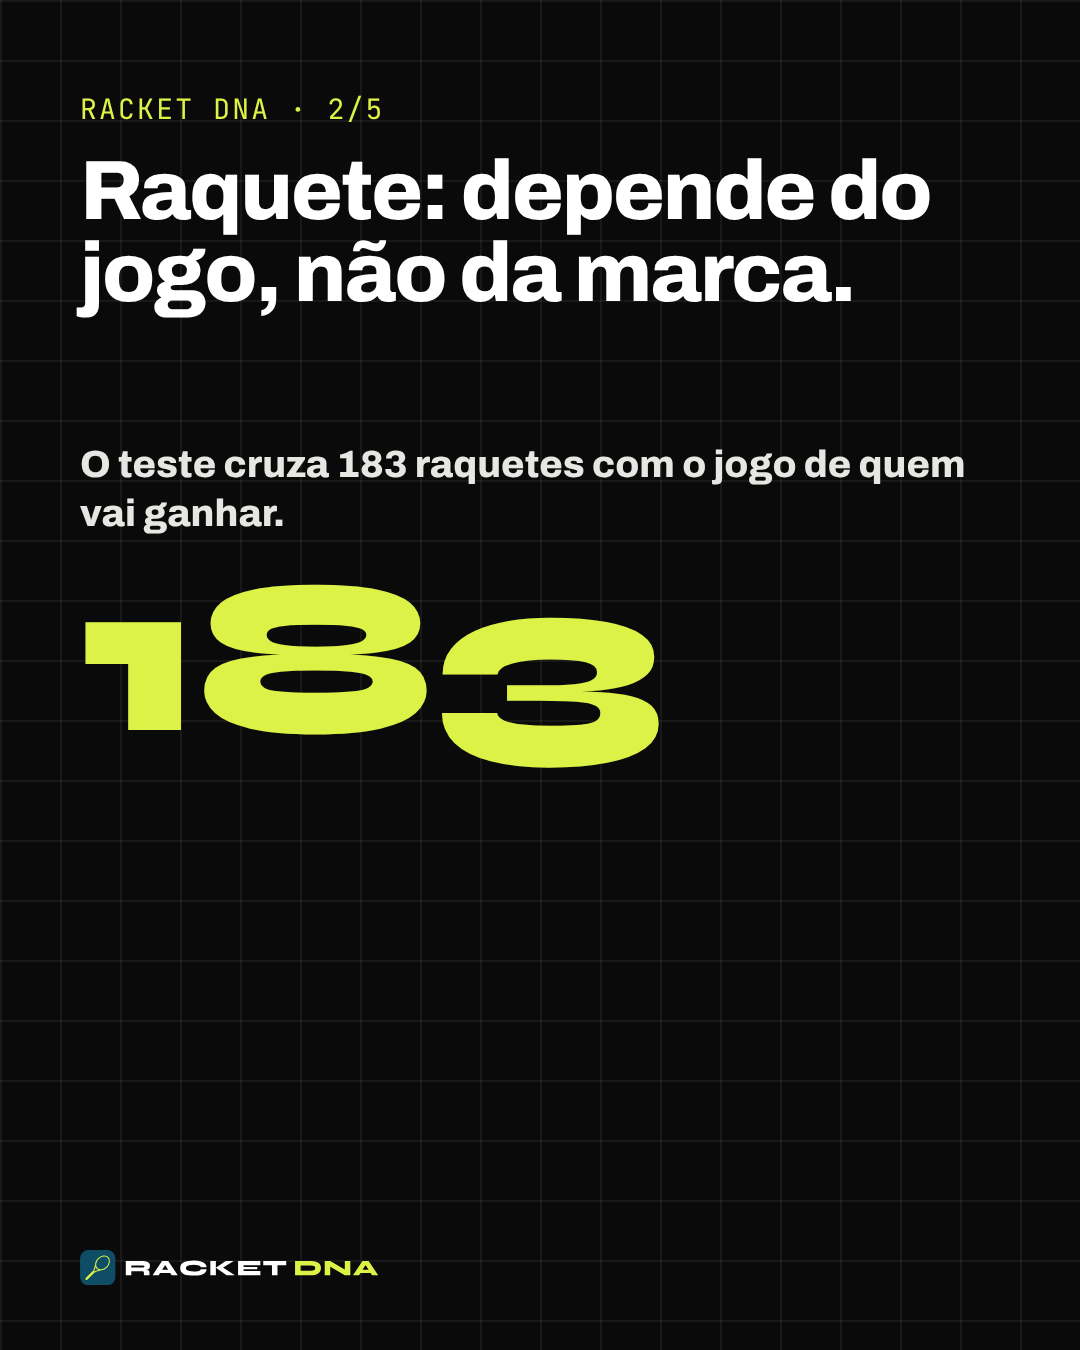 RACKET DNA · 2/5
Raquete: depende do
jogo, não da marca.
O teste cruza 183 raquetes com o jogo de quem
vai ganhar.
183
RACKET DNA